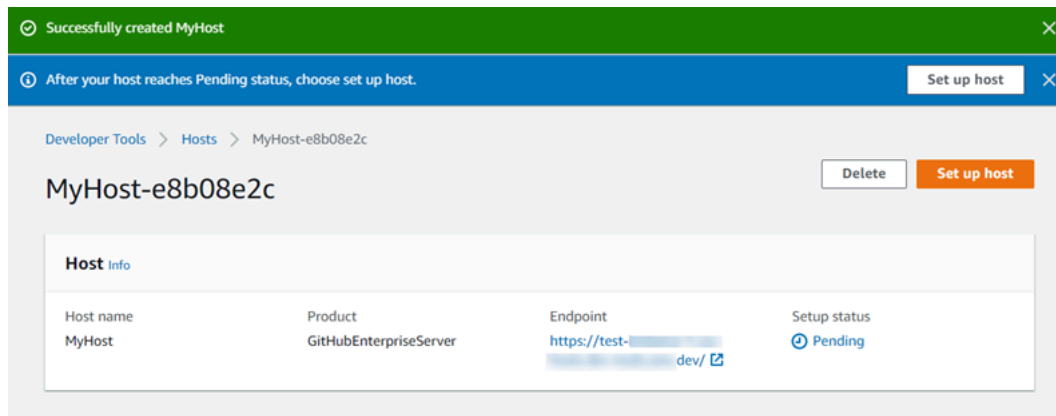 Successfully created MyHost
After your host reaches Pending status, choose set up host.
Set up host
Developer Tools > Hosts > MyHost-e8b08e2c
MyHost-e8b08e2c
Delete
Set up host
Host Info
Host name
Product
Endpoint
Setup status
MyHost
GitHubEnterpriseServer
https://test-
Pending
dev/